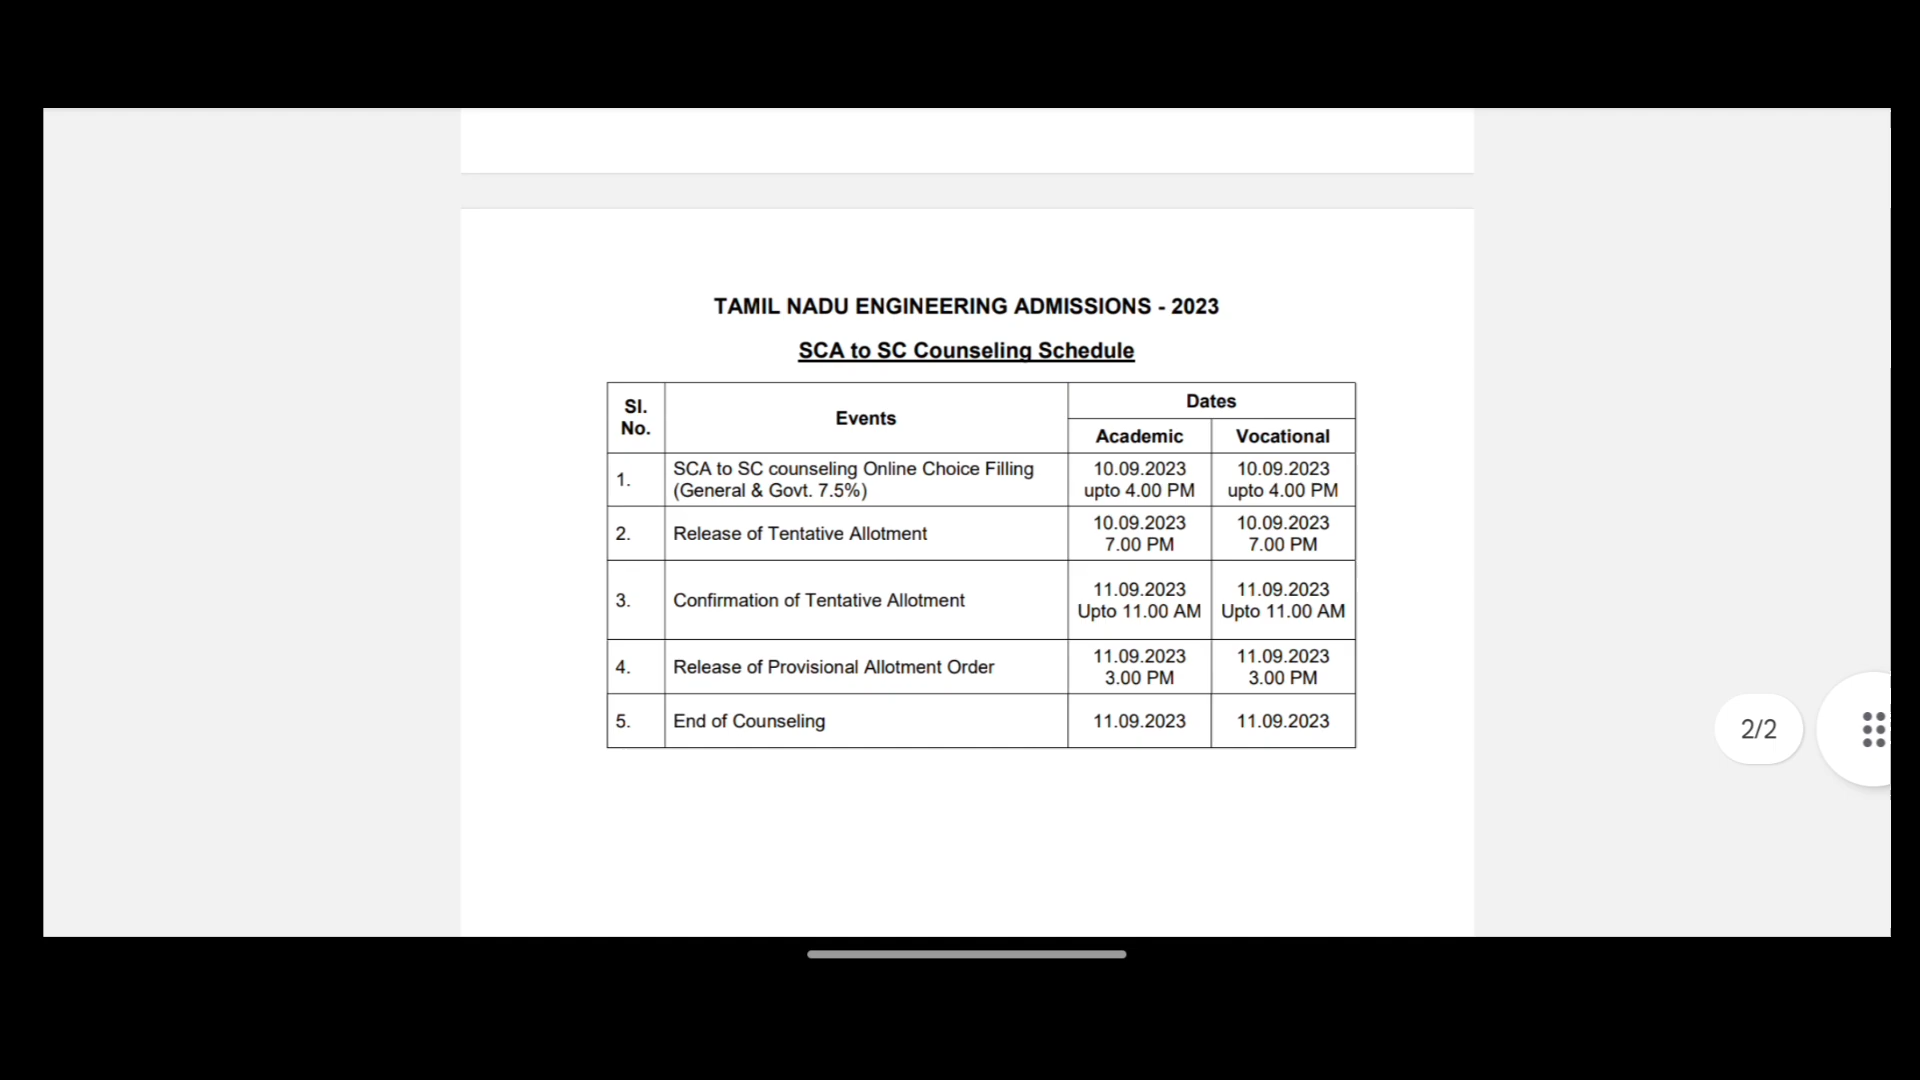 TAMIL NADU ENGINEERING ADMISSIONS - 2023
SCA to SC Counseling Schedule
Sl. No. Events Dates
Academic Vocational
1. SCA to SC counseling Online Choice Filling (General & Govt. 7.5%) 10.09.2023 upto 4.00 PM 10.09.2023 upto 4.00 PM
2. Release of Tentative Allotment 10.09.2023 7.00 PM 10.09.2023 7.00 PM
3. Confirmation of Tentative Allotment 11.09.2023 Upto 11.00 AM 11.09.2023 Upto 11.00 AM
4. Release of Provisional Allotment Order 11.09.2023 3.00 PM 11.09.2023 3.00 PM
5. End of Counseling 11.09.2023 11.09.2023
2/2